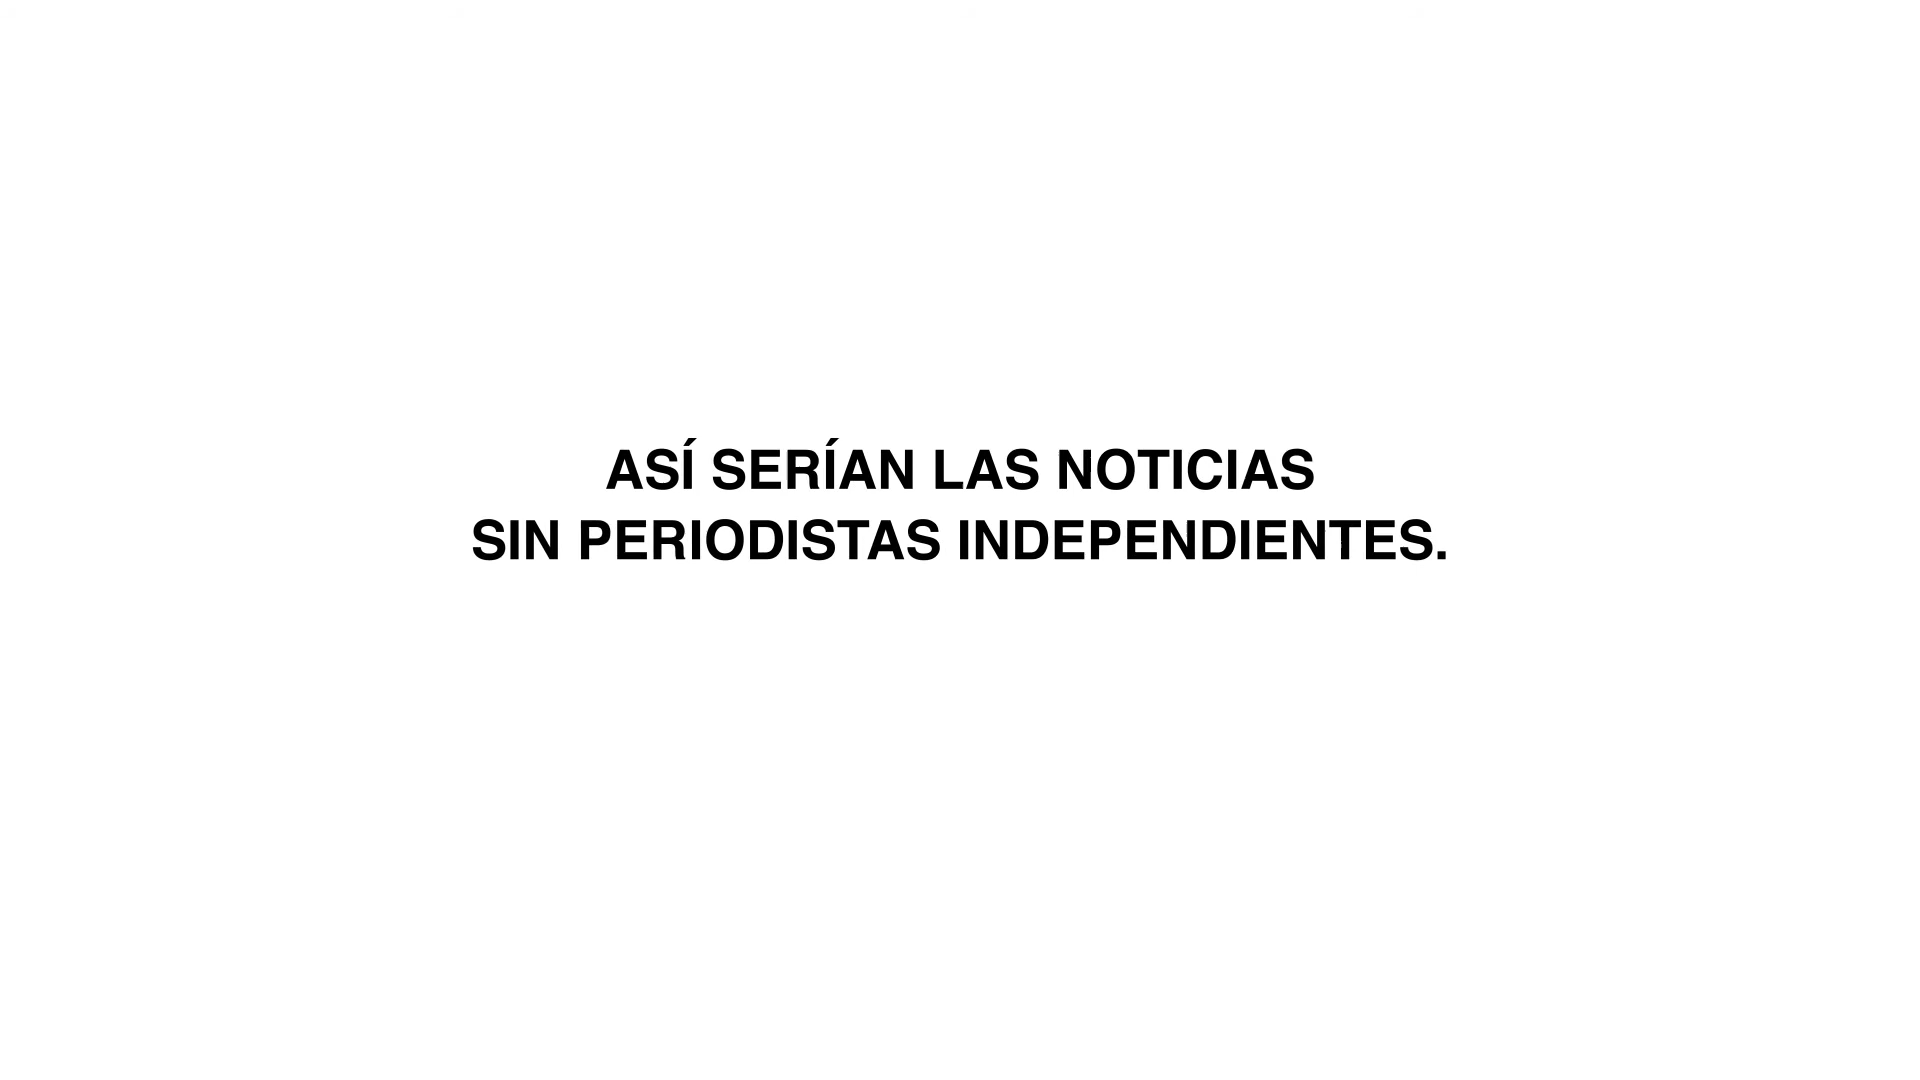 ASÍ SERÍAN LAS NOTICIAS
SIN PERIODISTAS INDEPENDIENTES.